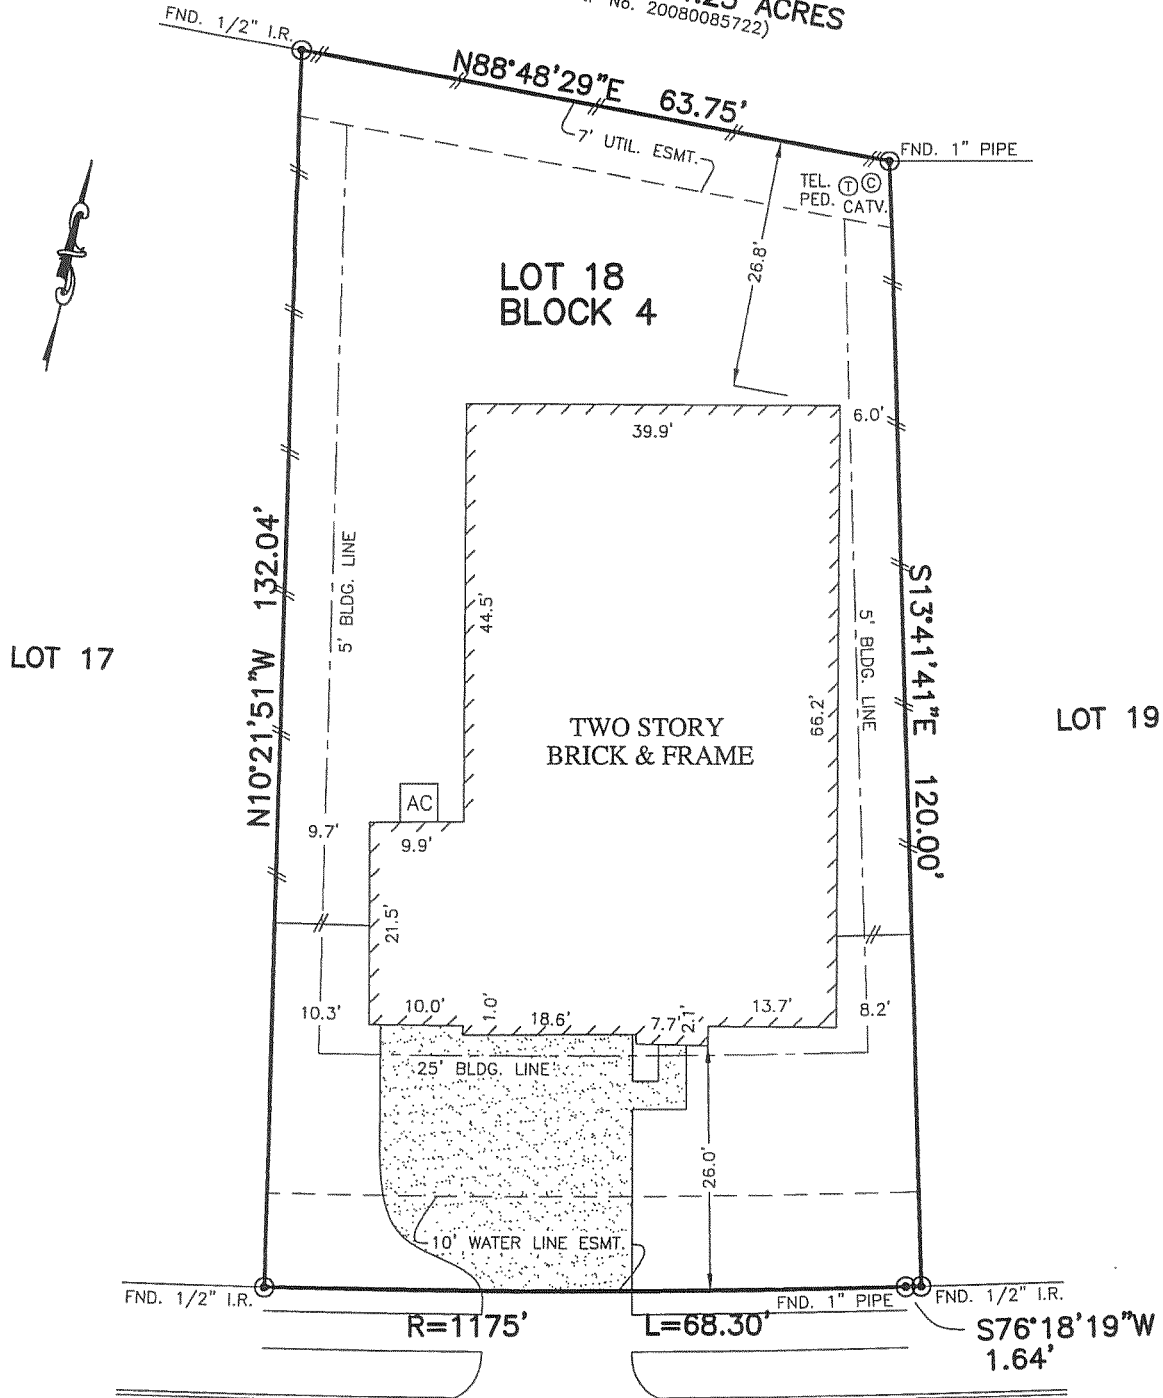 ACRES
No. 20080085722)
FND. 1/2" I.R.
N88°48'29"E 63.75'
7' UTIL. ESMT.
FND. 1" PIPE
TEL. PED.
T
C
CATV.
LOT 18
BLOCK 4
26.8'
6.0'
39.9'
5' BLDG. LINE
44.5'
N10°21'51"W 132.04'
LOT 17
TWO STORY
BRICK & FRAME
66.2'
5' BLDG. LINE
S13°41'41"E 120.00'
LOT 19
AC
9.7'
9.9'
21.5'
10.3'
10.0'
1.0'
18.6'
7.7'
2.1'
13.7'
8.2'
25' BLDG. LINE
26.0'
10' WATER LINE ESMT.
FND. 1/2" I.R.
FND. 1" PIPE
FND. 1/2" I.R.
R=1175'
L=68.30'
S76°18'19"W
1.64'